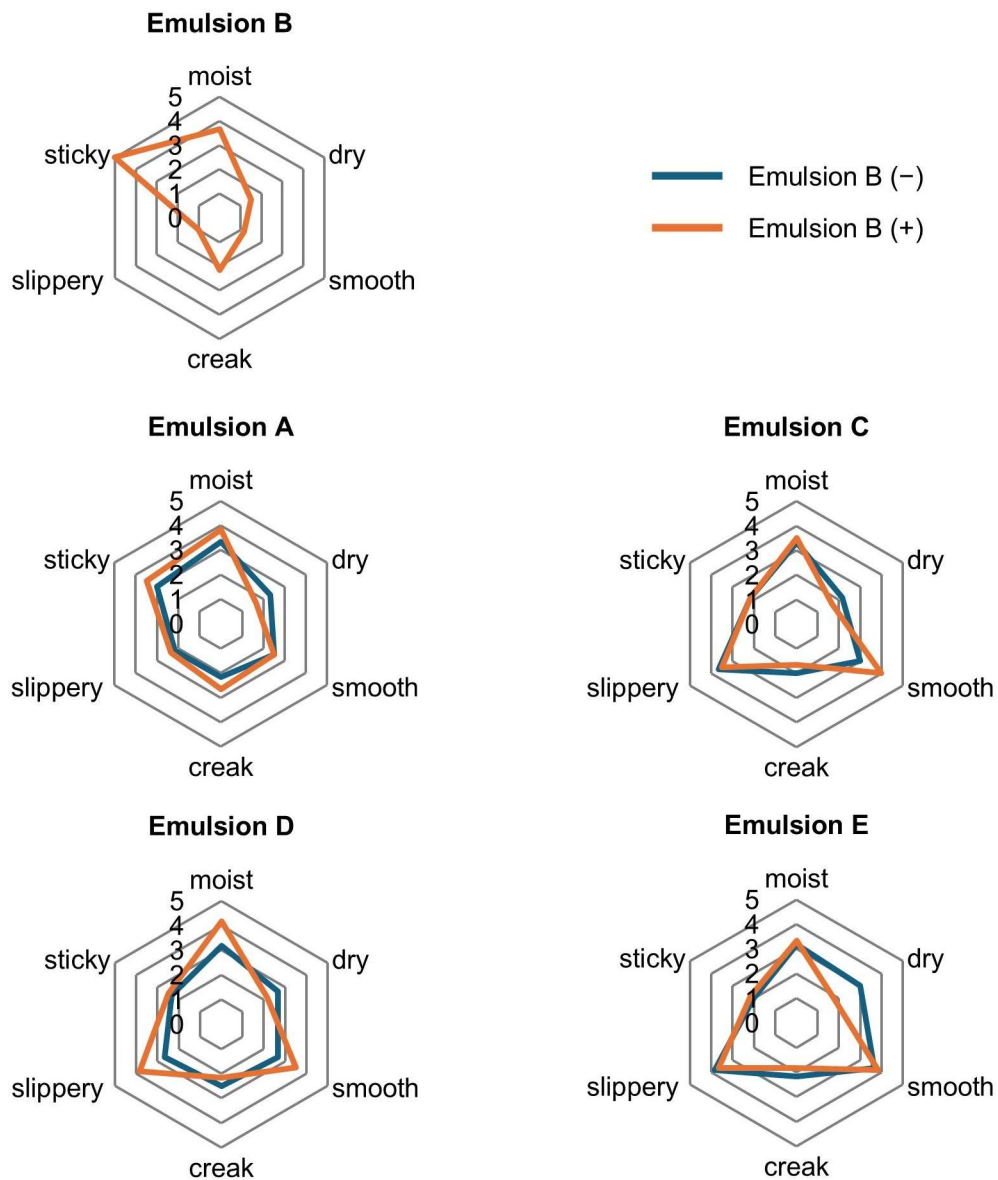 Emulsion B
moist
5
4
3
2
1
0
sticky
dry
slippery
smooth
creak
Emulsion B (−)
Emulsion B (+)
Emulsion A
moist
5
4
3
2
1
0
sticky
dry
slippery
smooth
creak
Emulsion C
moist
5
4
3
2
1
0
sticky
dry
slippery
smooth
creak
Emulsion D
moist
5
4
3
2
1
0
sticky
dry
slippery
smooth
creak
Emulsion E
moist
5
4
3
2
1
0
sticky
dry
slippery
smooth
creak